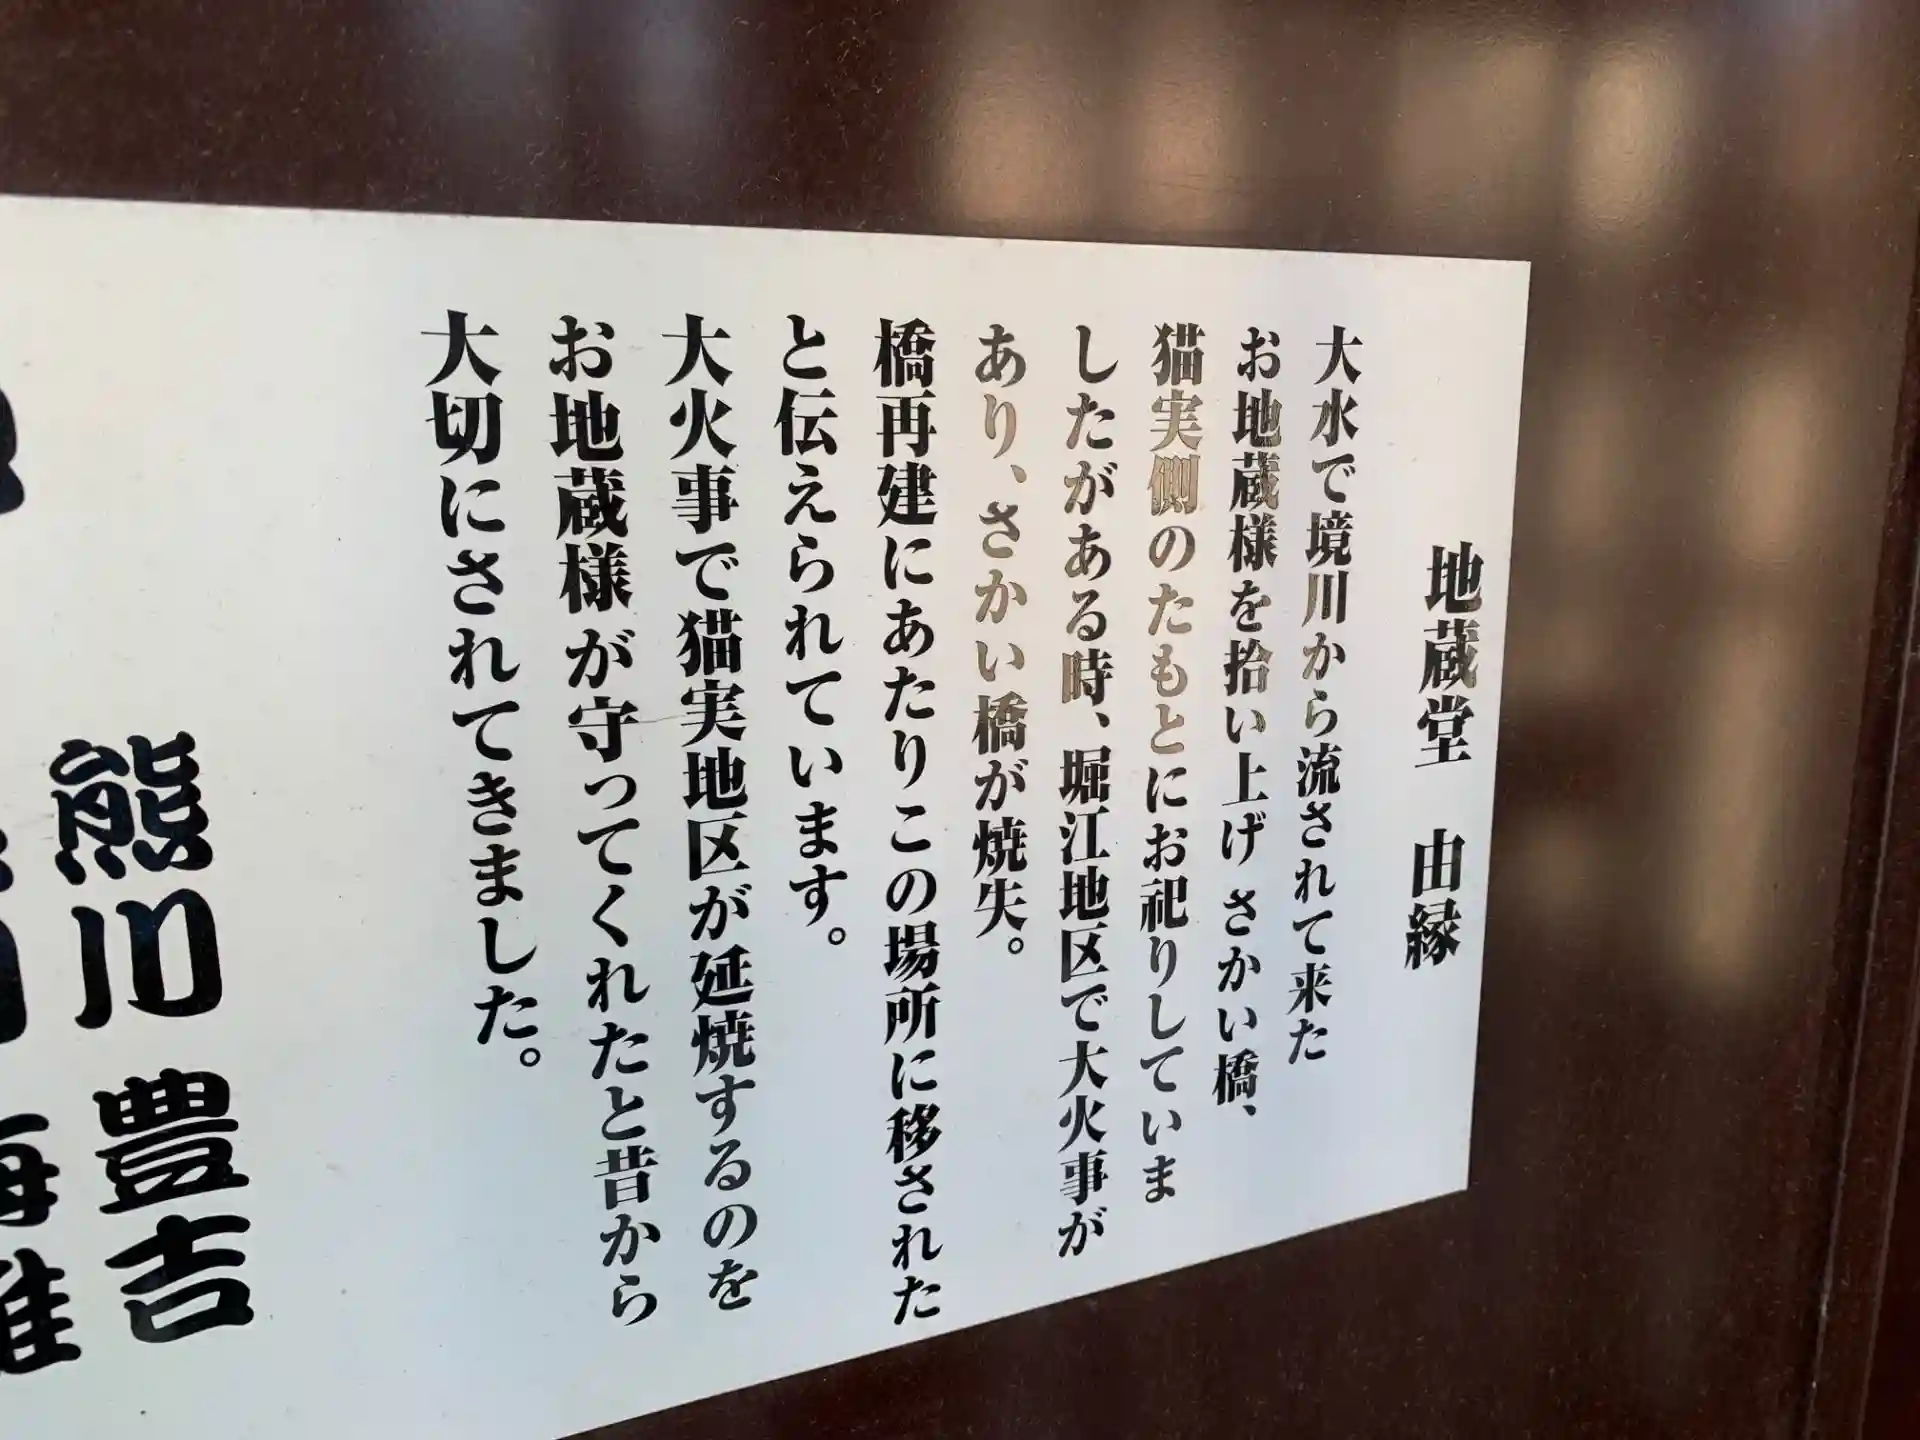 地蔵堂　由縁
大水で境川から流されて来た
お地蔵様を拾い上げ さかい橋、
猫実側のたもとにお祀りしていま
したがある時、堀江地区で大火事が
あり、さかい橋が焼失。
橋再建にあたりこの場所に移された
と伝えられています。
大火事で猫実地区が延焼するのを
お地蔵様が守ってくれたと昔から
大切にされてきました。
熊川 豊吉